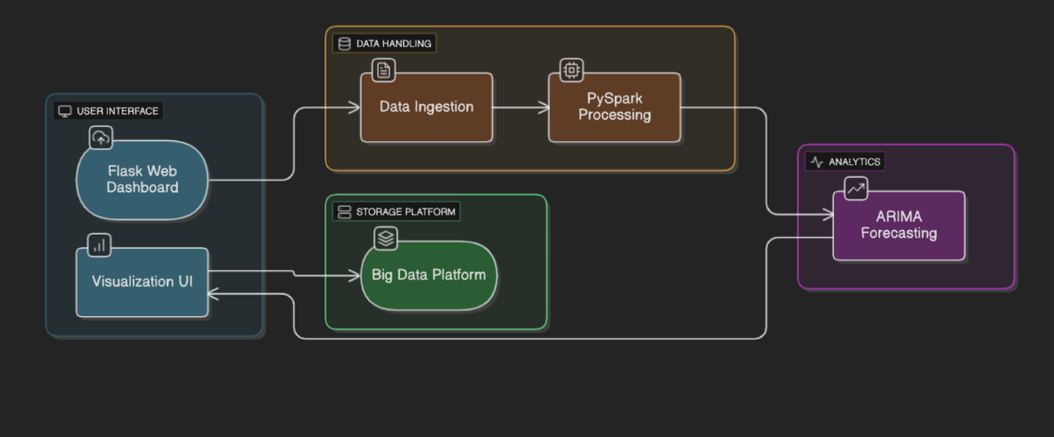 DATA HANDLING
Data Ingestion
PySpark
Processing
USER INTERFACE
Flask Web
Dashboard
Visualization UI
STORAGE PLATFORM
Big Data Platform
ANALYTICS
ARIMA
Forecasting